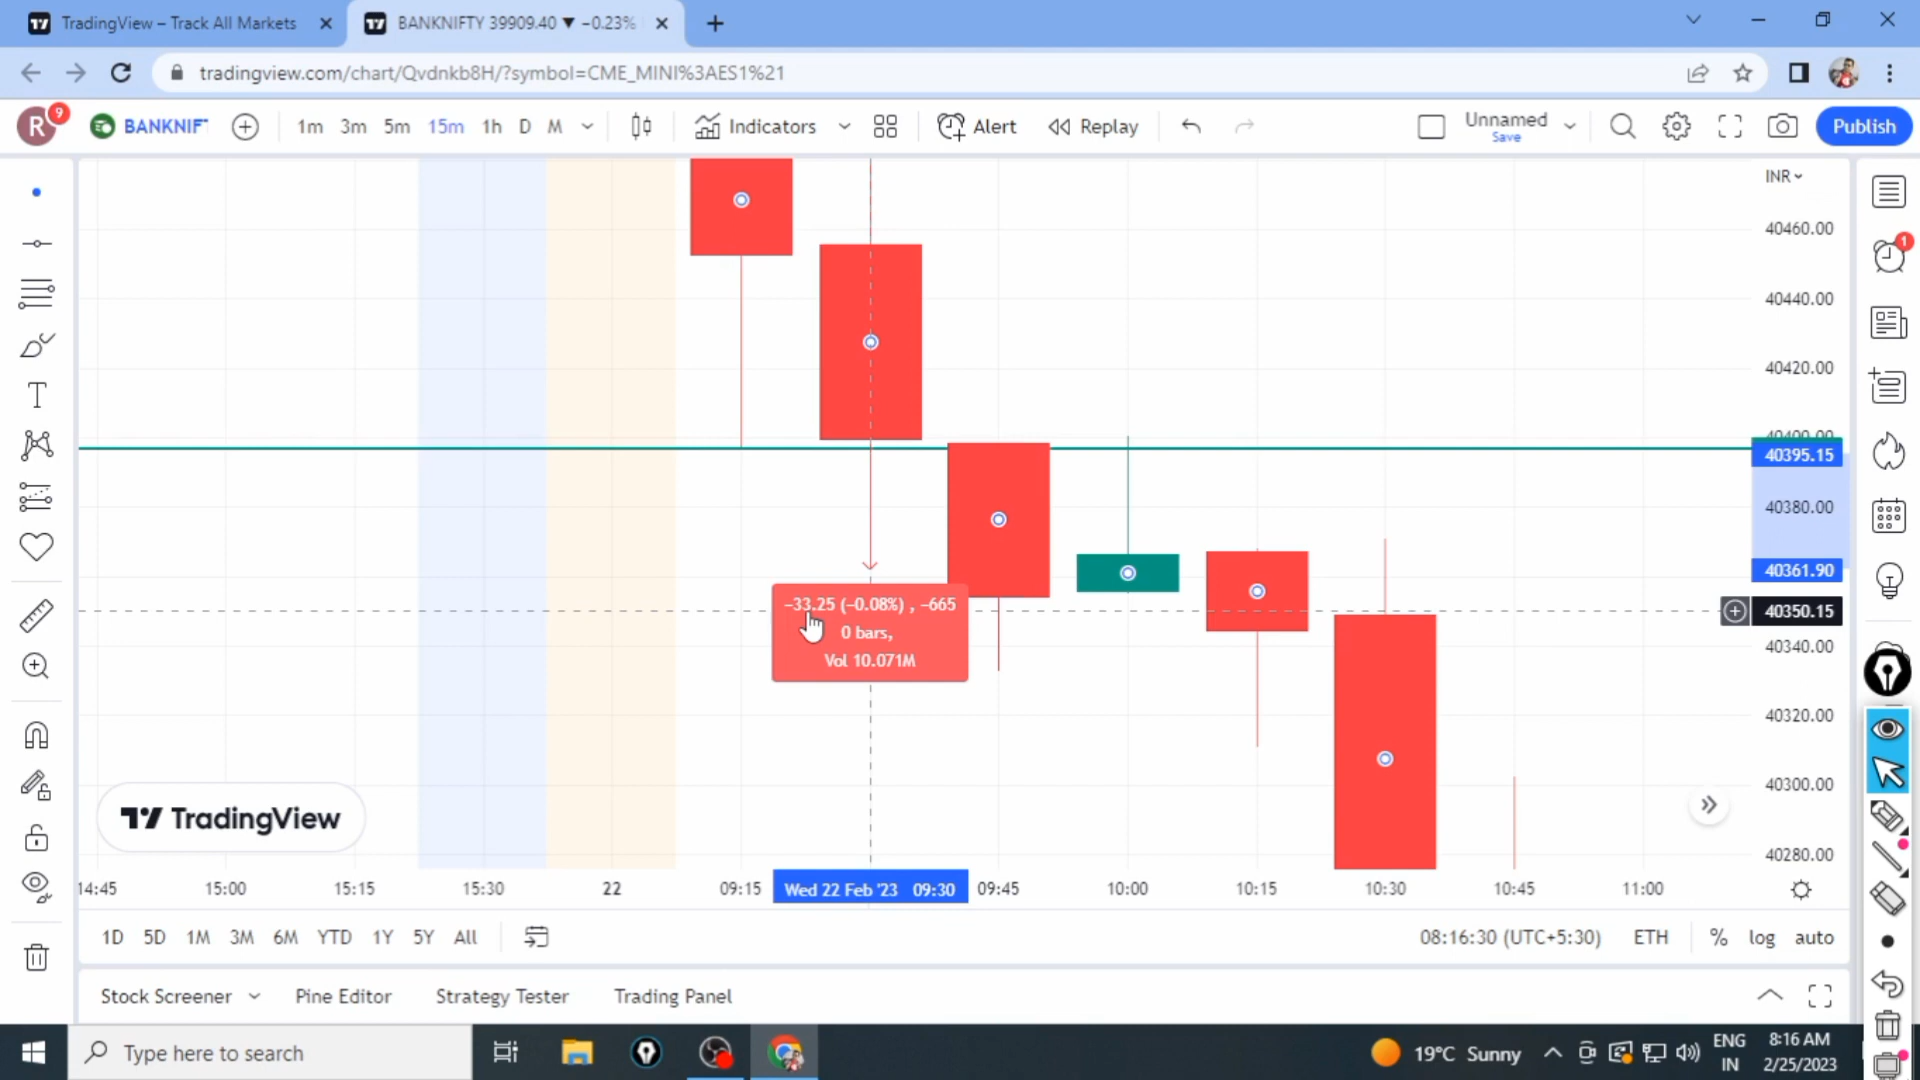 TradingView – Track All Markets
BANKNIFTY 39909.40 ▼ −0.23%
tradingview.com/chart/Qvdnkb8H/?symbol=CME_MINI%3AES1%21
R
9
BANKNIF
1m 3m 5m 15m 1h D M
Indicators
Alert
Replay
Unnamed
Save
Publish
INR
40460.00
1
40440.00
40420.00
40395.15
40380.00
40361.90
−33.25 (−0.08%) , −665
0 bars,
Vol 10.071M
40350.15
40340.00
40320.00
40300.00
TradingView
40280.00
14:45 15:00 15:15 15:30 22 09:15 Wed 22 Feb '23 09:30 09:45 10:00 10:15 10:30 10:45 11:00
1D 5D 1M 3M 6M YTD 1Y 5Y All
08:16:30 (UTC+5:30) ETH % log auto
Stock Screener Pine Editor Strategy Tester Trading Panel
Type here to search
19°C Sunny
ENG
IN
8:16 AM
2/25/2023